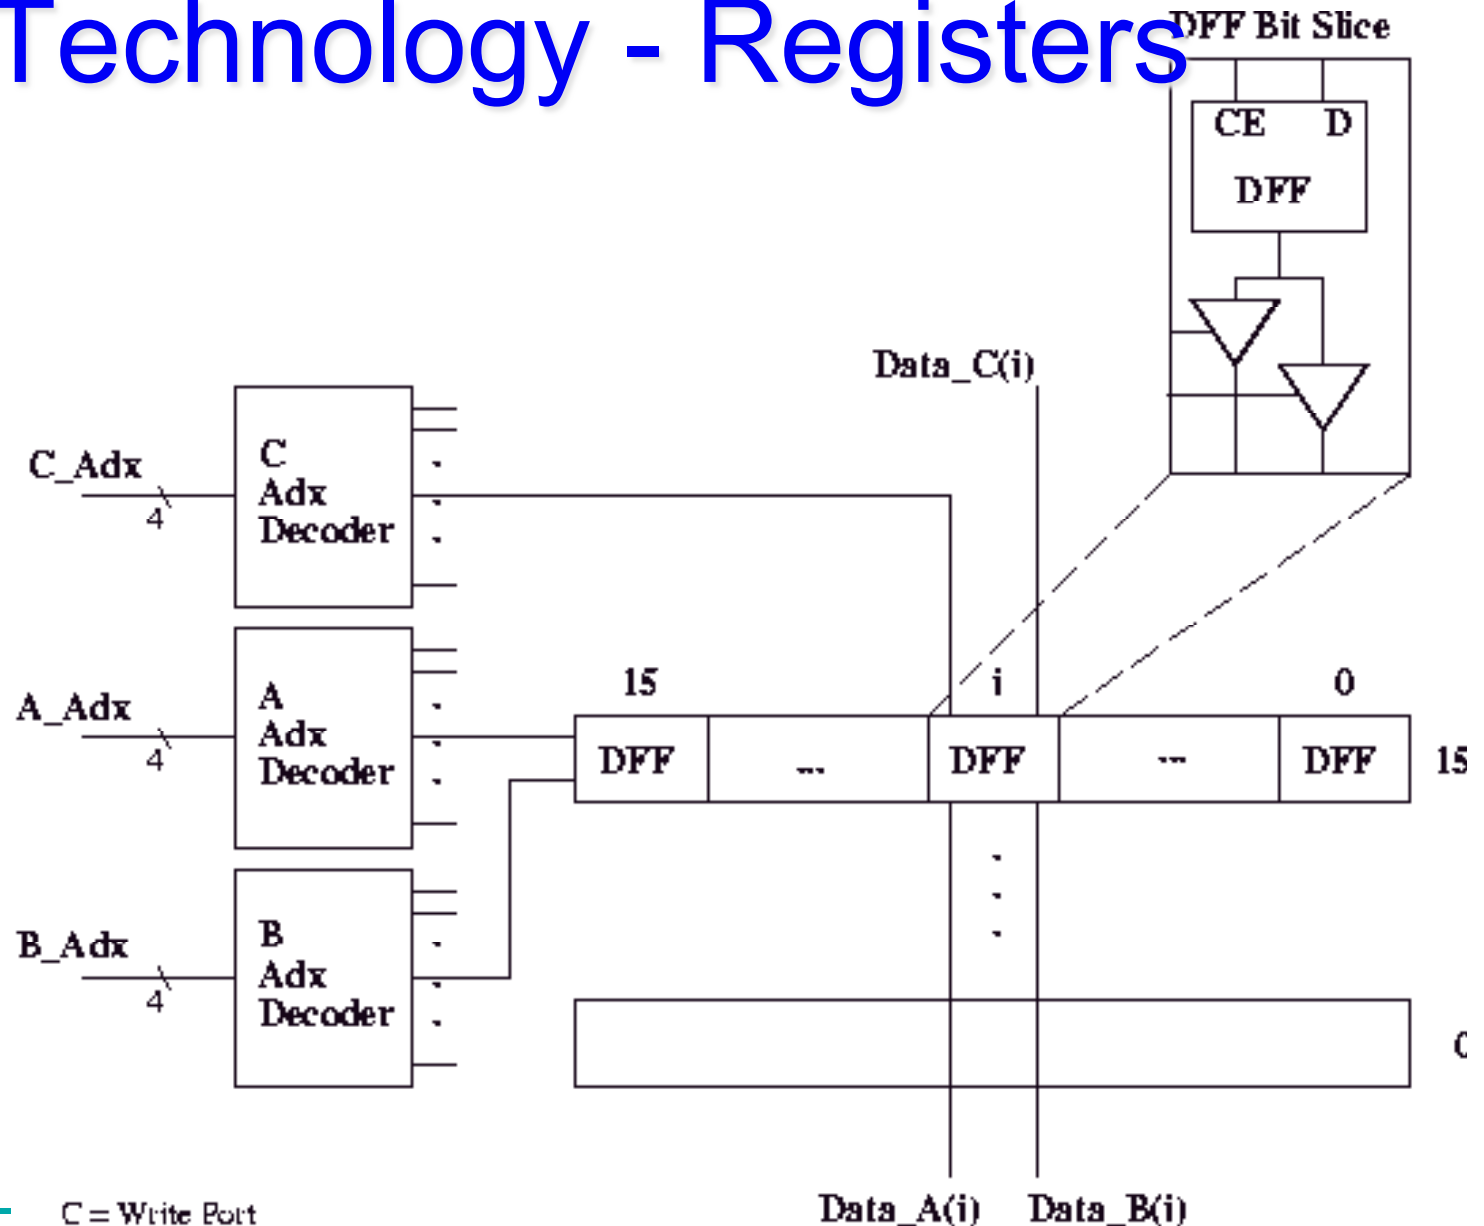 Technology - Registers
DFF Bit Slice
CE D
DFF
Data_C(i)
C_Adx
4
C
Adx
Decoder
A_Adx
4
A
Adx
Decoder
15 i 0
DFF ... DFF --- DFF 15
B_Adx
4
B
Adx
Decoder
0
Data_A(i) Data_B(i)
C = Write Port